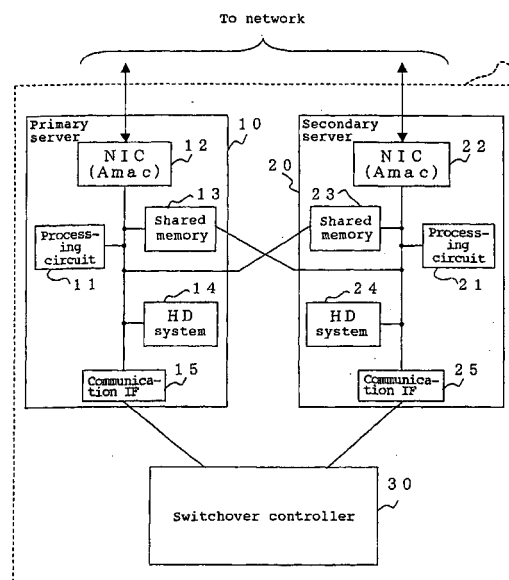 To network
Primary
server
10
NIC
(Amac)
12
13
Shared
memory
Process-
ing
circuit
11
14
HD
system
Communica-
tion IF
15
Secondary
server
20
NIC
(Amac)
22
23
Shared
memory
Process-
ing
circuit
21
24
HD
system
Communica-
tion IF
25
Switchover controller
30